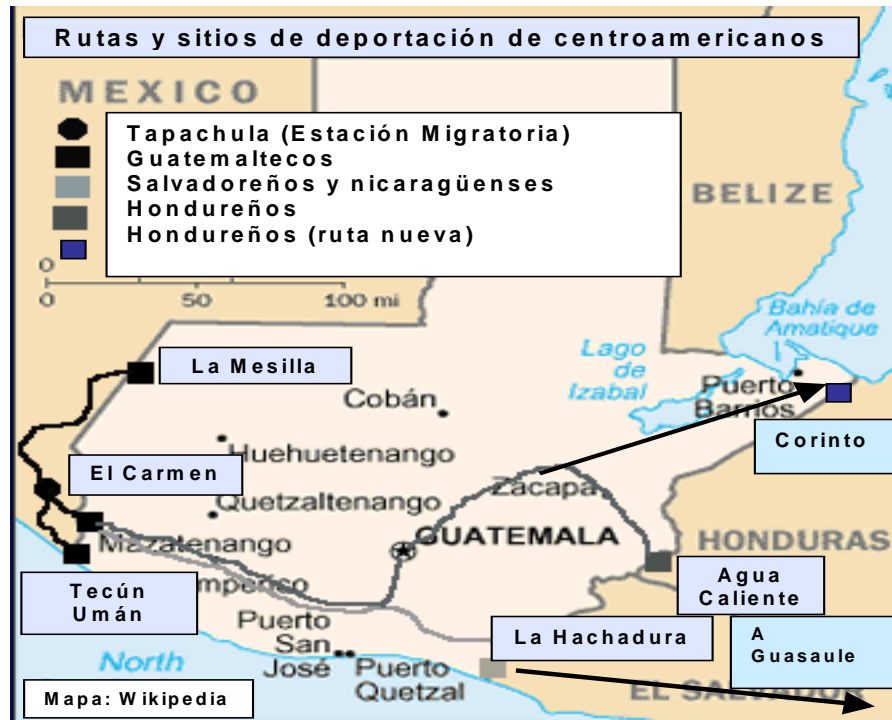 Rutas y sitios de deportación de centroamericanos
MEXICO
Tapachula (Estación Migratoria)
Guatemaltecos
Salvadoreños y nicaragüenses
Hondureños
Hondureños (ruta nueva)
0
0 50 100 mi
BELIZE
Bahía de
Amatique
La Mesilla
Lago
de
Izabal
Puerto
Barrios
Cobán
Corinto
Huehuetenango
El Carmen
Quetzaltenango
Zacapa
Mazatenango
GUATEMALA
HONDURAS
Tecún
Umán
mperico
Agua
Caliente
Puerto
San
José
Puerto
Quetzal
La Hachadura
A
Guasaule
North
EL SALVADOR
Mapa: Wikipedia